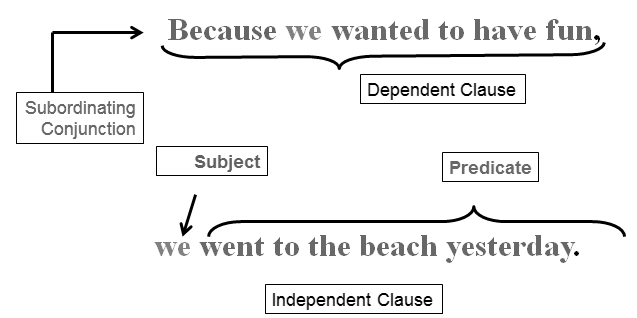 Because we wanted to have fun,
Dependent Clause
Subordinating
Conjunction
Subject
Predicate
we went to the beach yesterday.
Independent Clause